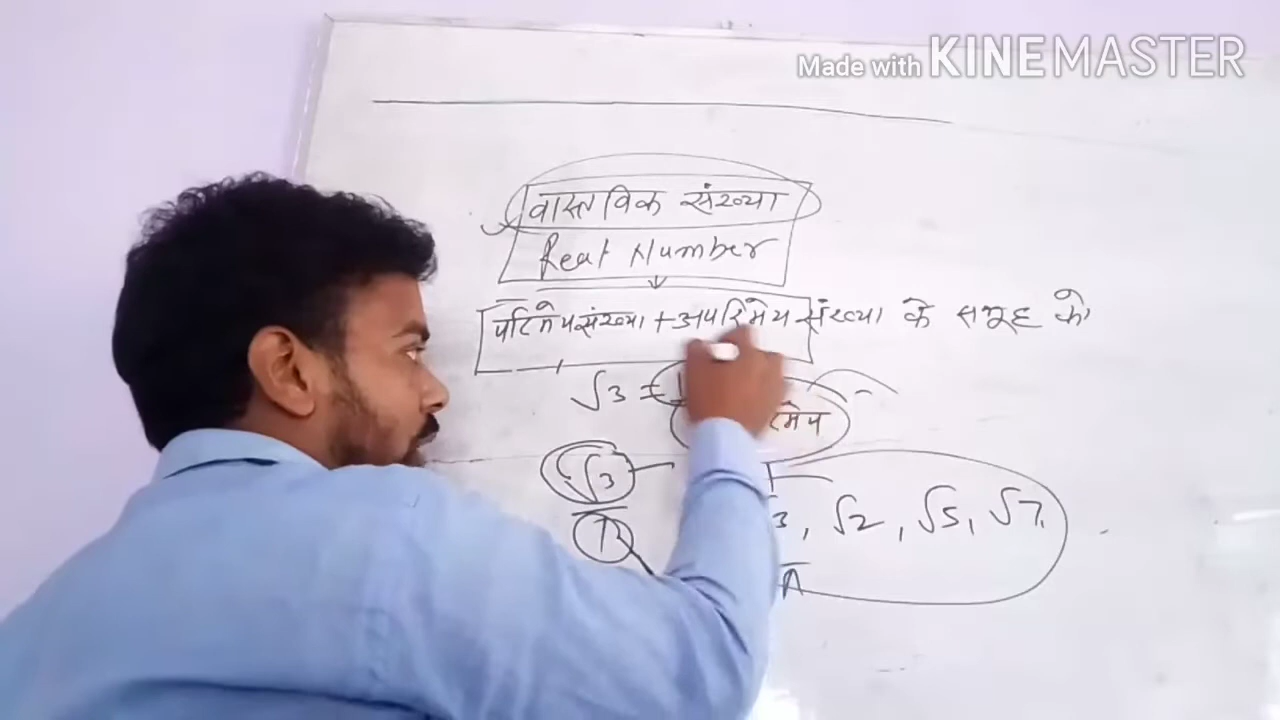 Made with KINEMASTER
वास्तविक संख्या
Real Number
परिमेय संख्या + अपरिमेय संख्या के समूह को
√3 =
√3
√2, √5, √7,